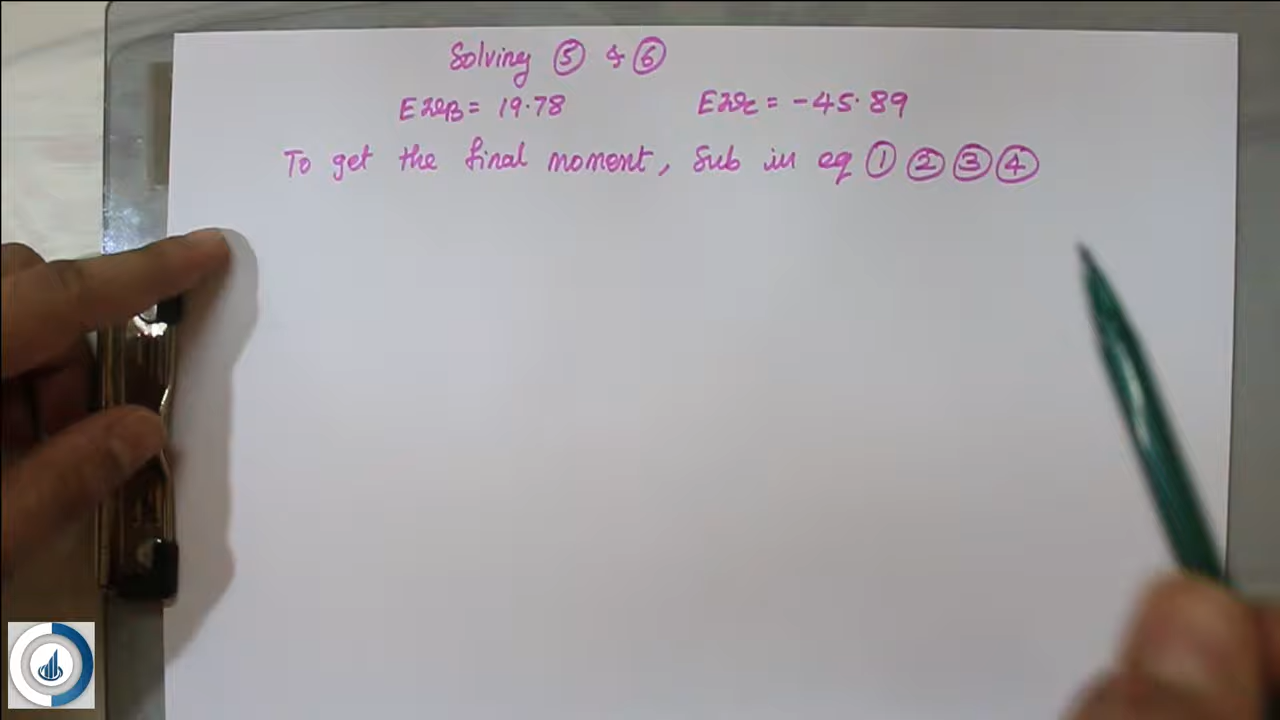 Solving ⑤ & ⑥
EIθB = 19.78 EIθC = -45.89
To get the final moment, Sub in eq ① ② ③ ④